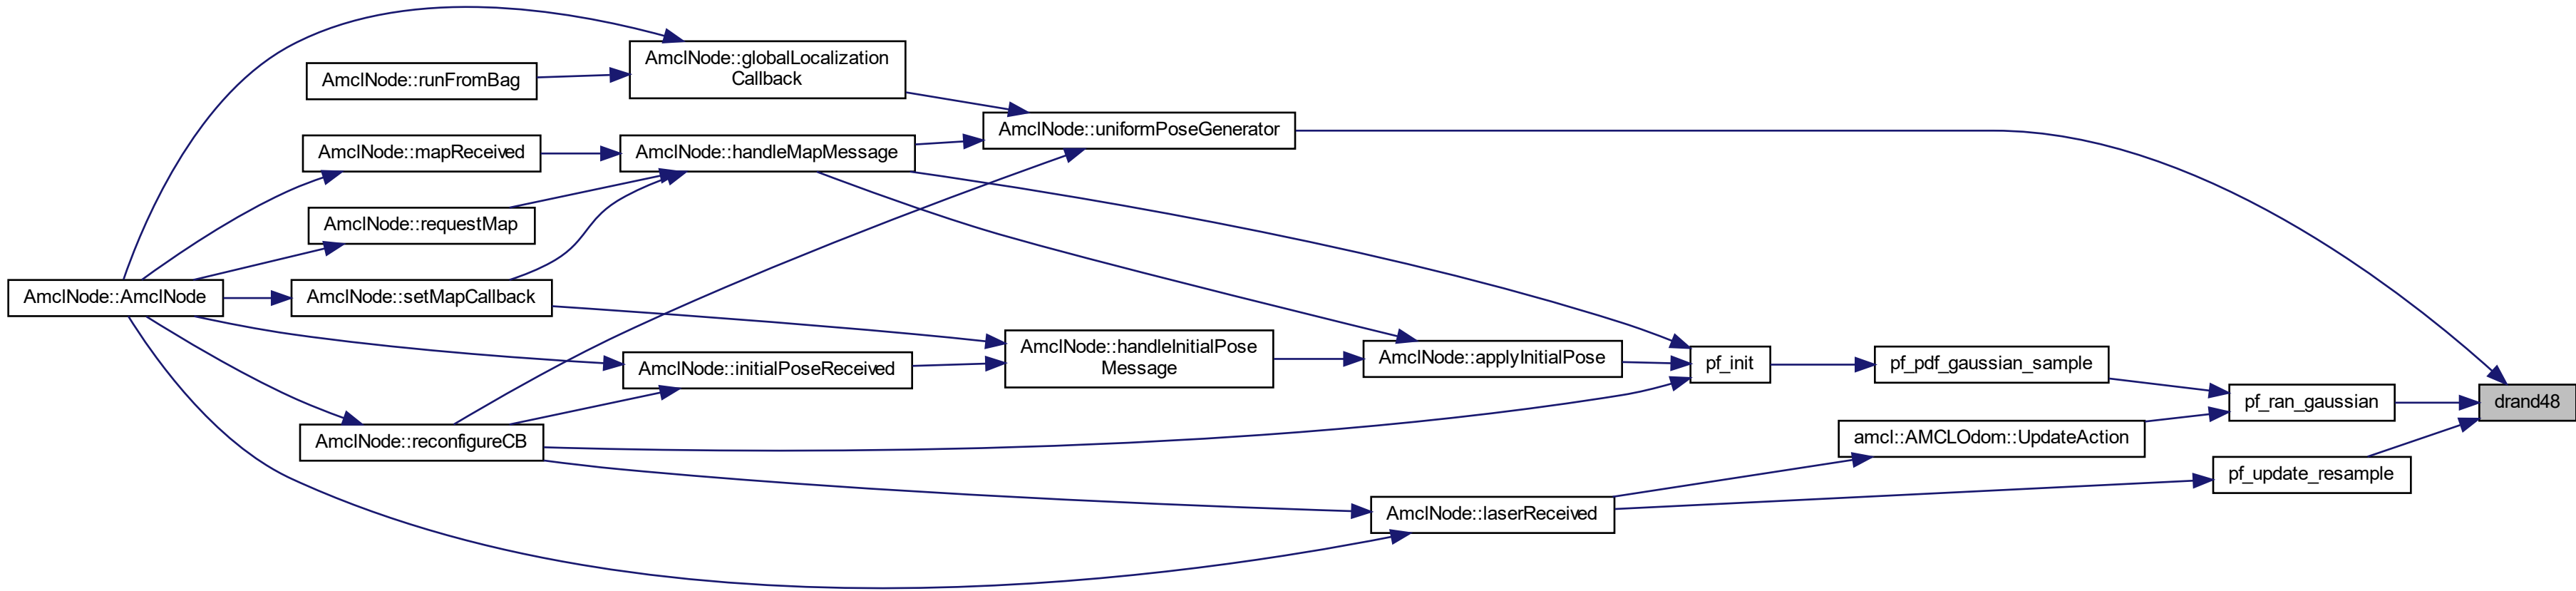 AmclNode::globalLocalization
Callback
AmclNode::runFromBag
AmclNode::uniformPoseGenerator
AmclNode::mapReceived
AmclNode::handleMapMessage
AmclNode::requestMap
AmclNode::AmclNode
AmclNode::setMapCallback
AmclNode::handleInitialPose
Message
AmclNode::applyInitialPose
AmclNode::initialPoseReceived
pf_init
pf_pdf_gaussian_sample
pf_ran_gaussian
drand48
AmclNode::reconfigureCB
amcl::AMCLOdom::UpdateAction
pf_update_resample
AmclNode::laserReceived